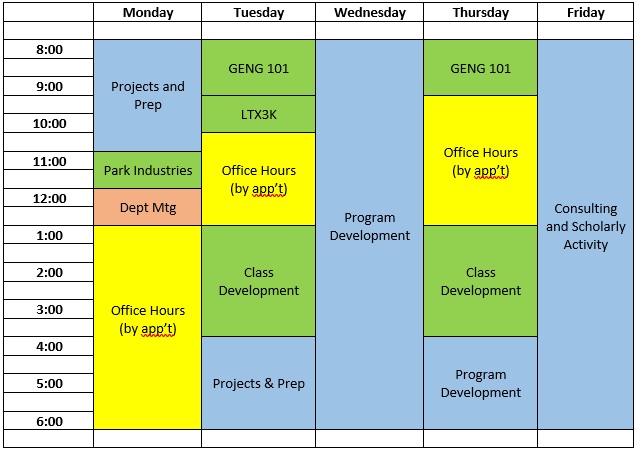 Monday Tuesday Wednesday Thursday Friday
8:00
GENG 101
GENG 101
9:00
Projects and
Prep
LTX3K
10:00
Office Hours
(by app't)
11:00
Park Industries
Office Hours
(by app't)
12:00
Dept Mtg
Program
Development
Consulting
and Scholarly
Activity
1:00
2:00
Class
Development
Class
Development
3:00
Office Hours
(by app't)
4:00
5:00
Projects & Prep
Program
Development
6:00